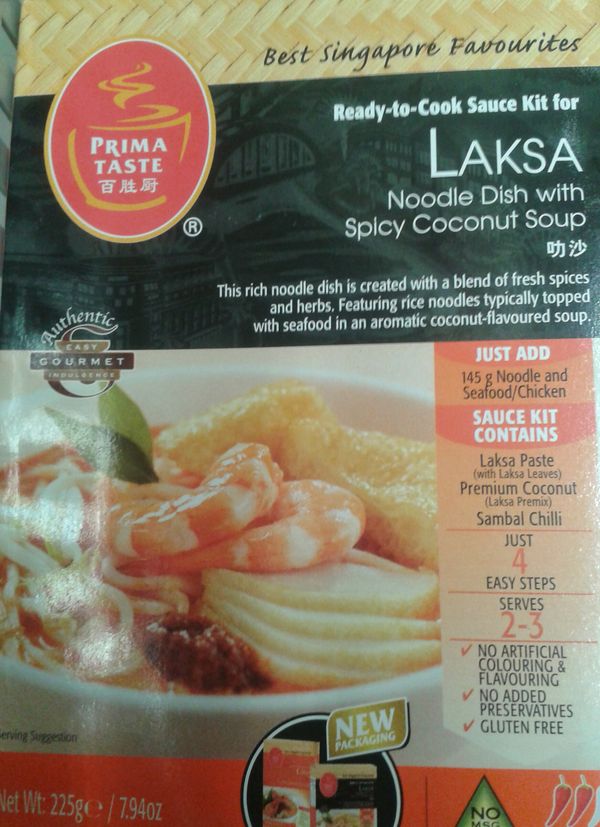 Best Singapore Favourites
PRIMA
TASTE
百胜厨
®
Ready-to-Cook Sauce Kit for
LAKSA
Noodle Dish with
Spicy Coconut Soup
叻沙
This rich noodle dish is created with a blend of fresh spices
and herbs. Featuring rice noodles typically topped
with seafood in an aromatic coconut-flavoured soup.
Authentic
EASY
GOURMET
INDULGENCE
JUST ADD
145 g Noodle and
Seafood/Chicken
SAUCE KIT
CONTAINS
Laksa Paste
(with Laksa Leaves)
Premium Coconut
(Laksa Premix)
Sambal Chilli
JUST
4
EASY STEPS
SERVES
2-3
✓ NO ARTIFICIAL
COLOURING &
FLAVOURING
✓ NO ADDED
PRESERVATIVES
✓ GLUTEN FREE
erving Suggestion
NEW
PACKAGING
Net Wt: 225g℮ / 7.94oz
NO
MSG